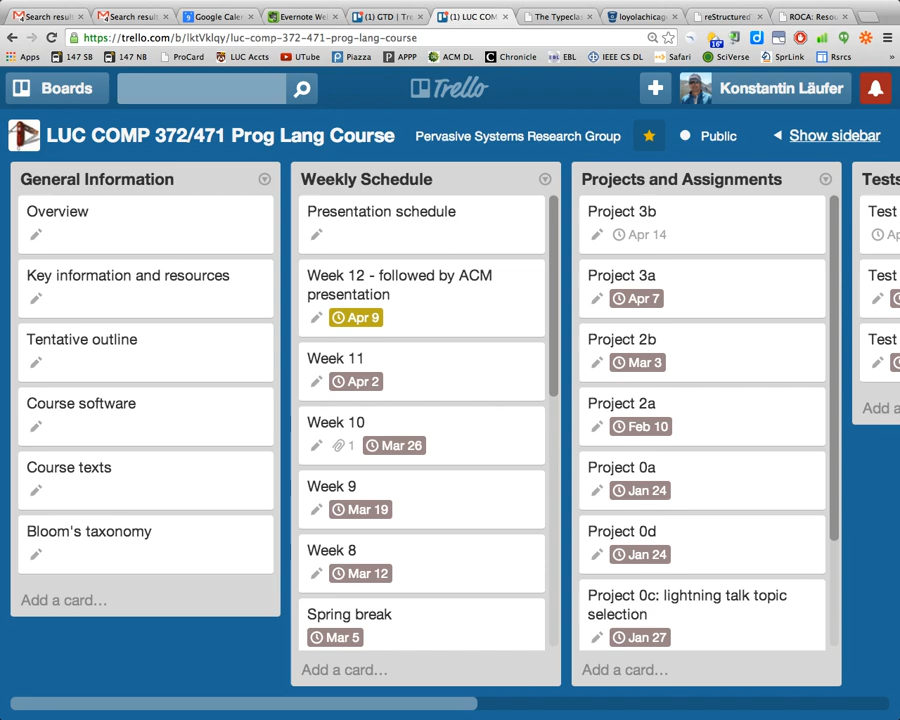 Search result
Search result
Google Caler
Evernote We
(1) GTD | Tre
(1) LUC COM
The Typeclas
loyolachicag
reStructured
ROCA: Resou
https://trello.com/b/lktVklqy/luc-comp-372-471-prog-lang-course
16°
Apps
147 SB
147 NB
ProCard
LUC Accts
UTube
Piazza
APPP
ACM DL
Chronicle
EBL
IEEE CS DL
Safari
SciVerse
SprLink
Rsrcs
»
Boards
Trello
Konstantin Läufer
LUC COMP 372/471 Prog Lang Course
Pervasive Systems Research Group
Public
Show sidebar
General Information
Overview
Key information and resources
Tentative outline
Course software
Course texts
Bloom's taxonomy
Add a card…
Weekly Schedule
Presentation schedule
Week 12 - followed by ACM
presentation
Apr 9
Week 11
Apr 2
Week 10
1
Mar 26
Week 9
Mar 19
Week 8
Mar 12
Spring break
Mar 5
Add a card…
Projects and Assignments
Project 3b
Apr 14
Project 3a
Apr 7
Project 2b
Mar 3
Project 2a
Feb 10
Project 0a
Jan 24
Project 0d
Jan 24
Project 0c: lightning talk topic
selection
Jan 27
Add a card…
Tests
Test
Ap
Test
Test
Add a